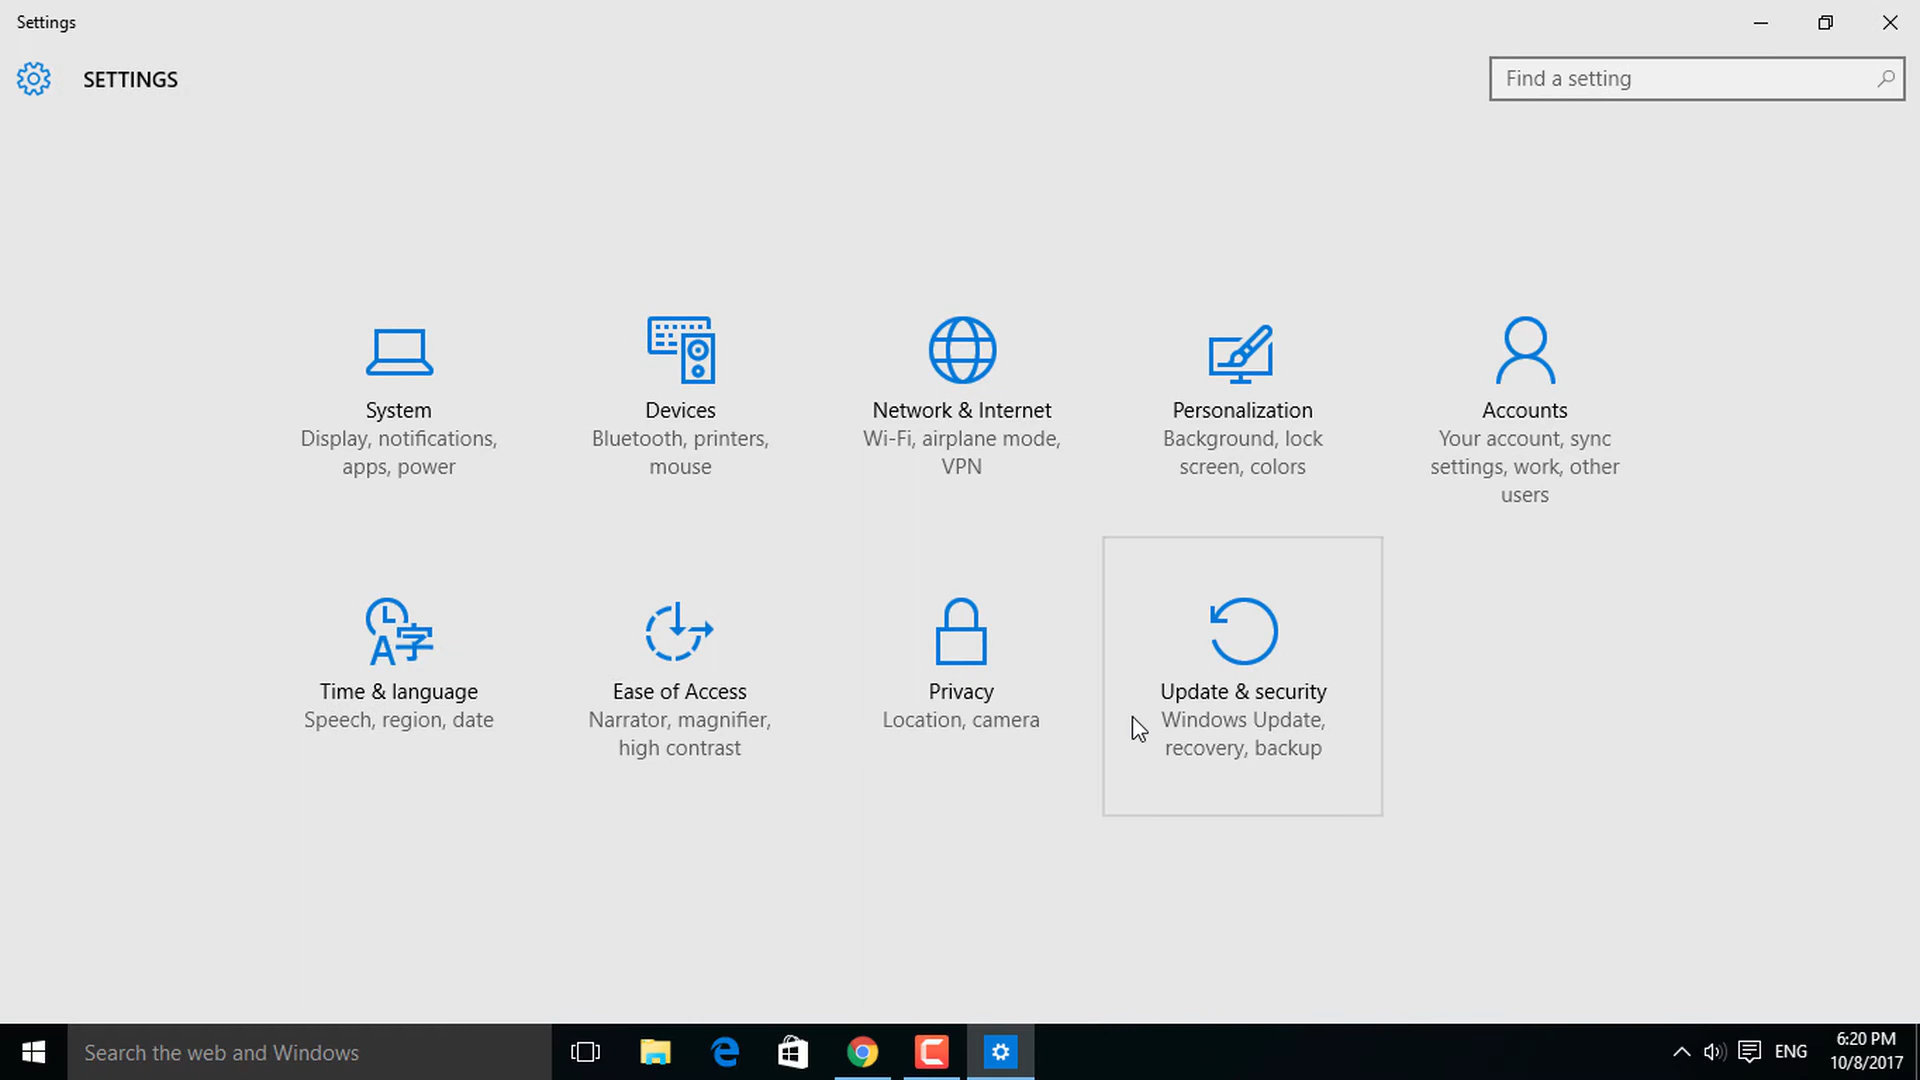 Settings
SETTINGS
Find a setting
System
Display, notifications,
apps, power
Devices
Bluetooth, printers,
mouse
Network & Internet
Wi-Fi, airplane mode,
VPN
Personalization
Background, lock
screen, colors
Accounts
Your account, sync
settings, work, other
users
Time & language
Speech, region, date
Ease of Access
Narrator, magnifier,
high contrast
Privacy
Location, camera
Update & security
Windows Update,
recovery, backup
Search the web and Windows
ENG
6:20 PM
10/8/2017